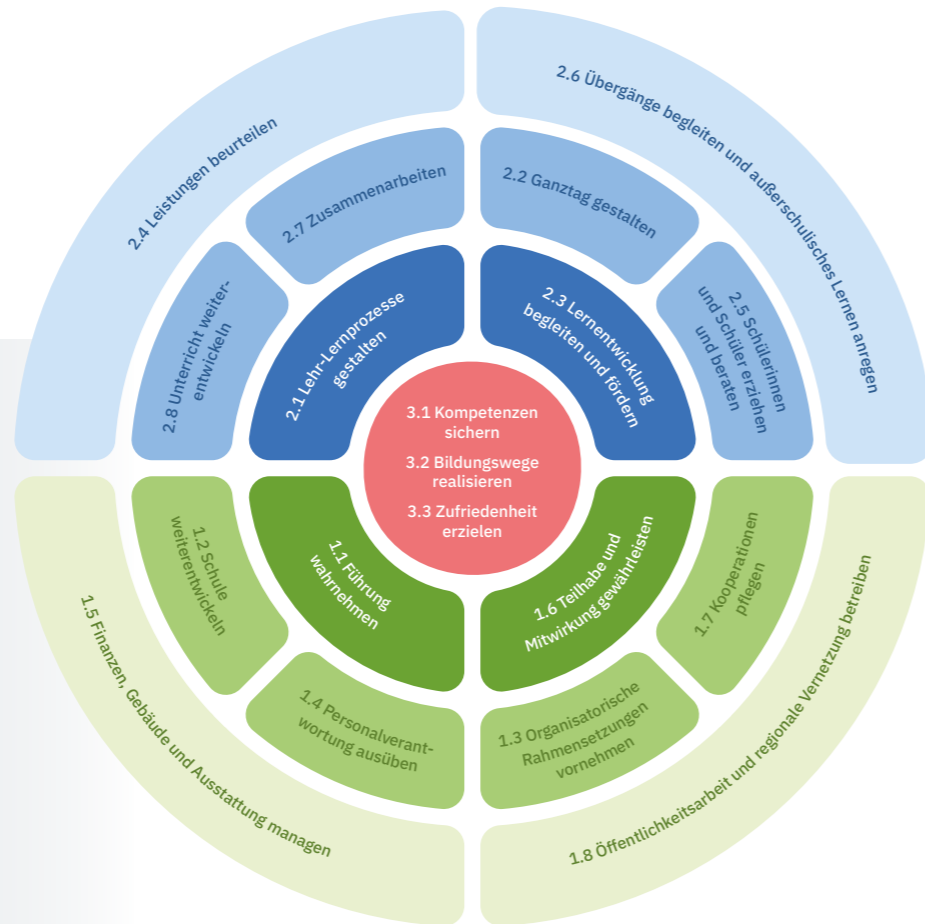 2.4 Leistungen beurteilen
2.6 Übergänge begleiten und außerschulisches Lernen anregen
2.7 Zusammenarbeiten
2.2 Ganztag gestalten
2.8 Unterricht weiter-
entwickeln
2.5 Schülerinnen
und Schüler erziehen
und beraten
2.1 Lehr-Lernprozesse
gestalten
2.3 Lernentwicklung
begleiten und fördern
3.1 Kompetenzen
sichern
3.2 Bildungswege
realisieren
3.3 Zufriedenheit
erzielen
1.1 Führung
wahrnehmen
1.6 Teilhabe und
Mitwirkung gewährleisten
1.2 Schule
weiterentwickeln
1.7 Kooperationen
pflegen
1.4 Personalverant-
wortung ausüben
1.3 Organisatorische
Rahmensetzungen
vornehmen
1.5 Finanzen, Gebäude und Ausstattung managen
1.8 Öffentlichkeitsarbeit und regionale Vernetzung betreiben